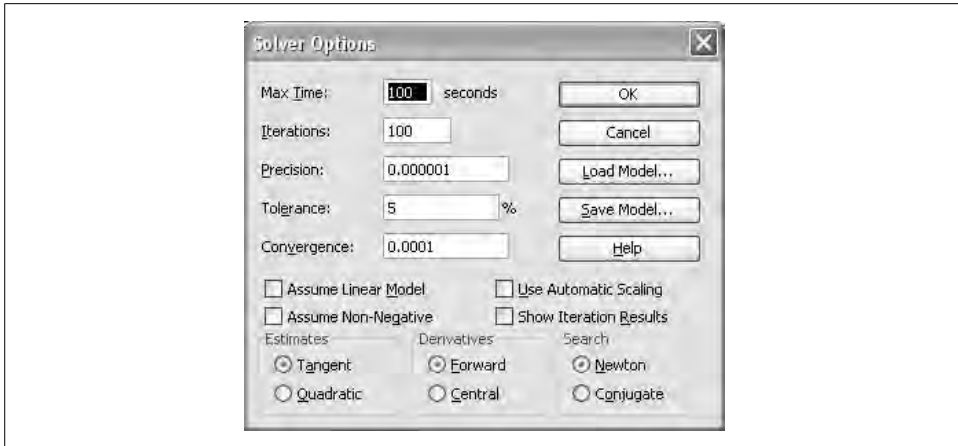 Solver Options
Max Time: 100 seconds OK
Iterations: 100 Cancel
Precision: 0.000001 Load Model...
Tolerance: 5 % Save Model...
Convergence: 0.0001 Help
Assume Linear Model Use Automatic Scaling
Assume Non-Negative Show Iteration Results
Estimates Derivatives Search
Tangent Forward Newton
Quadratic Central Conjugate